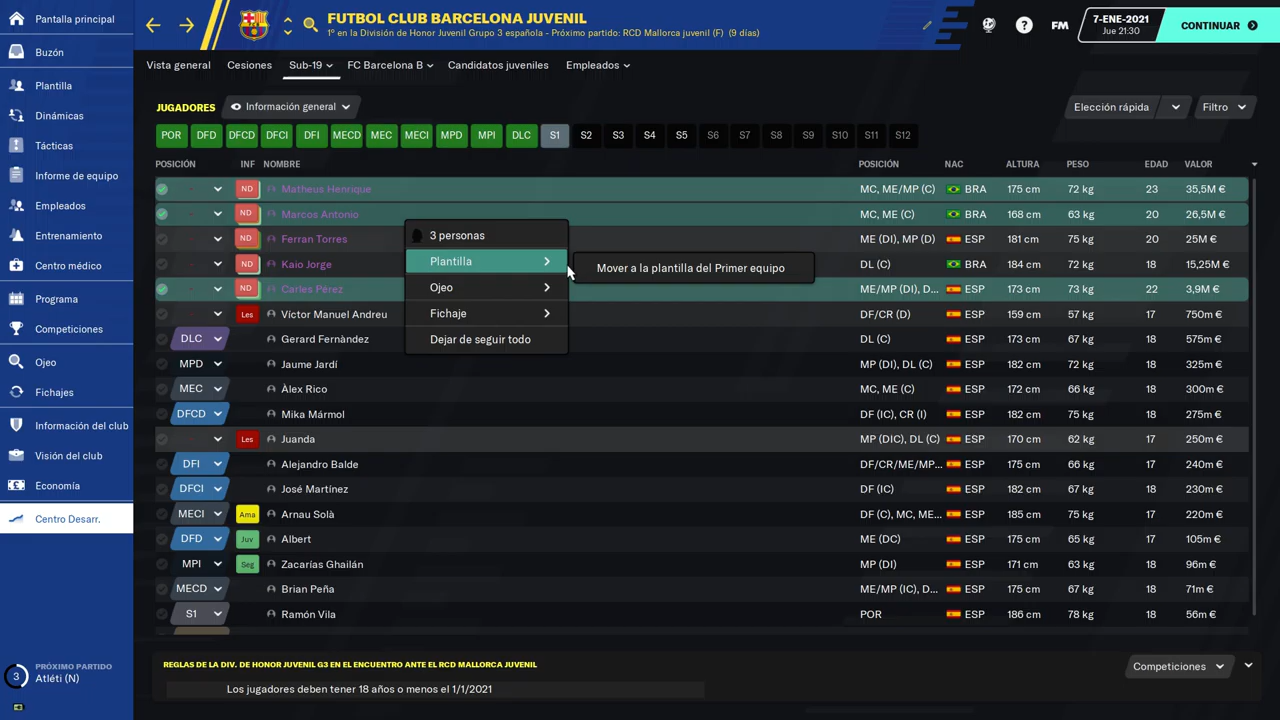 Pantalla principal
Buzón
Plantilla
Dinámicas
Tácticas
Informe de equipo
Empleados
Entrenamiento
Centro médico
Programa
Competiciones
Ojeo
Fichajes
Información del club
Visión del club
Economía
Centro Desarr.
3
PRÓXIMO PARTIDO
Atléti (N)
FUTBOL CLUB BARCELONA JUVENIL
1º en la División de Honor Juvenil Grupo 3 española - Próximo partido: RCD Mallorca juvenil (F) (9 días)
FM
7-ENE-2021
Jue 21:30
CONTINUAR
Vista general Cesiones Sub-19 FC Barcelona B Candidatos juveniles Empleados
JUGADORES Información general Elección rápida Filtro
POR DFD DFCD DFCI DFI MECD MEC MECI MPD MPI DLC S1 S2 S3 S4 S5 S6 S7 S8 S9 S10 S11 S12
POSICIÓN INF NOMBRE POSICIÓN NAC ALTURA PESO EDAD VALOR
- ND Matheus Henrique MC, ME/MP (C) BRA 175 cm 72 kg 23 35,5M €
- ND Marcos Antonio MC, ME (C) BRA 168 cm 63 kg 20 26,5M €
- ND Ferran Torres ME (DI), MP (D) ESP 181 cm 75 kg 20 25M €
- ND Kaio Jorge DL (C) BRA 184 cm 72 kg 18 15,25M €
- ND Carles Pérez ME/MP (DI), D... ESP 173 cm 73 kg 22 3,9M €
Les Víctor Manuel Andreu DF/CR (D) ESP 159 cm 57 kg 17 750m €
DLC Gerard Fernàndez DL (C) ESP 173 cm 67 kg 18 575m €
MPD Jaume Jardí MP (DI), DL (C) ESP 182 cm 72 kg 18 325m €
MEC Àlex Rico MC, ME (C) ESP 172 cm 66 kg 18 300m €
DFCD Mika Mármol DF (IC), CR (I) ESP 182 cm 75 kg 18 275m €
Les Juanda MP (DIC), DL (C) ESP 170 cm 62 kg 17 250m €
DFI Alejandro Balde DF/CR/ME/MP... ESP 175 cm 66 kg 17 240m €
DFCI José Martínez DF (IC) ESP 182 cm 67 kg 18 230m €
MECI Ama Arnau Solà DF (C), MC, ME... ESP 185 cm 75 kg 17 220m €
DFD Juv Albert ME (DC) ESP 175 cm 65 kg 17 105m €
MPI Seg Zacarías Ghailán MP (DI) ESP 171 cm 63 kg 18 96m €
MECD Brian Peña ME/MP (IC), D... ESP 175 cm 67 kg 18 71m €
S1 Ramón Vila POR ESP 186 cm 78 kg 18 56m €
3 personas
Plantilla
Ojeo
Fichaje
Dejar de seguir todo
Mover a la plantilla del Primer equipo
REGLAS DE LA DIV. DE HONOR JUVENIL G3 EN EL ENCUENTRO ANTE EL RCD MALLORCA JUVENIL
Competiciones
Los jugadores deben tener 18 años o menos el 1/1/2021